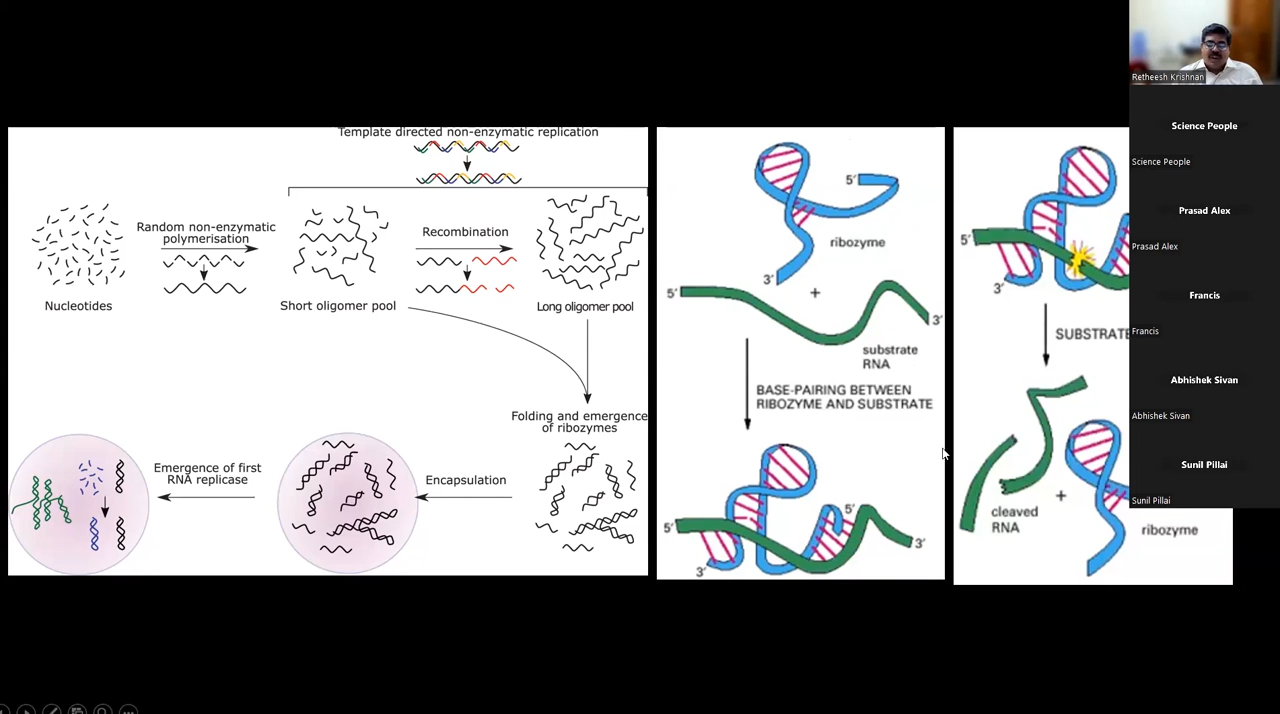 Template directed non-enzymatic replication
Random non-enzymatic
polymerisation
Recombination
Nucleotides
Short oligomer pool
Long oligomer pool
Folding and emergence
of ribozymes
Emergence of first
RNA replicase
Encapsulation
5′
ribozyme
3′
+
5′
3′
substrate
RNA
BASE-PAIRING BETWEEN
RIBOZYME AND SUBSTRATE
5′
5′
3′
3′
5′
3′
+
SUBSTRATE
cleaved
RNA
+
ribozyme
Retheesh Krishnan
Science People
Science People
Prasad Alex
Prasad Alex
Francis
Francis
Abhishek Sivan
Abhishek Sivan
Sunil Pillai
Sunil Pillai